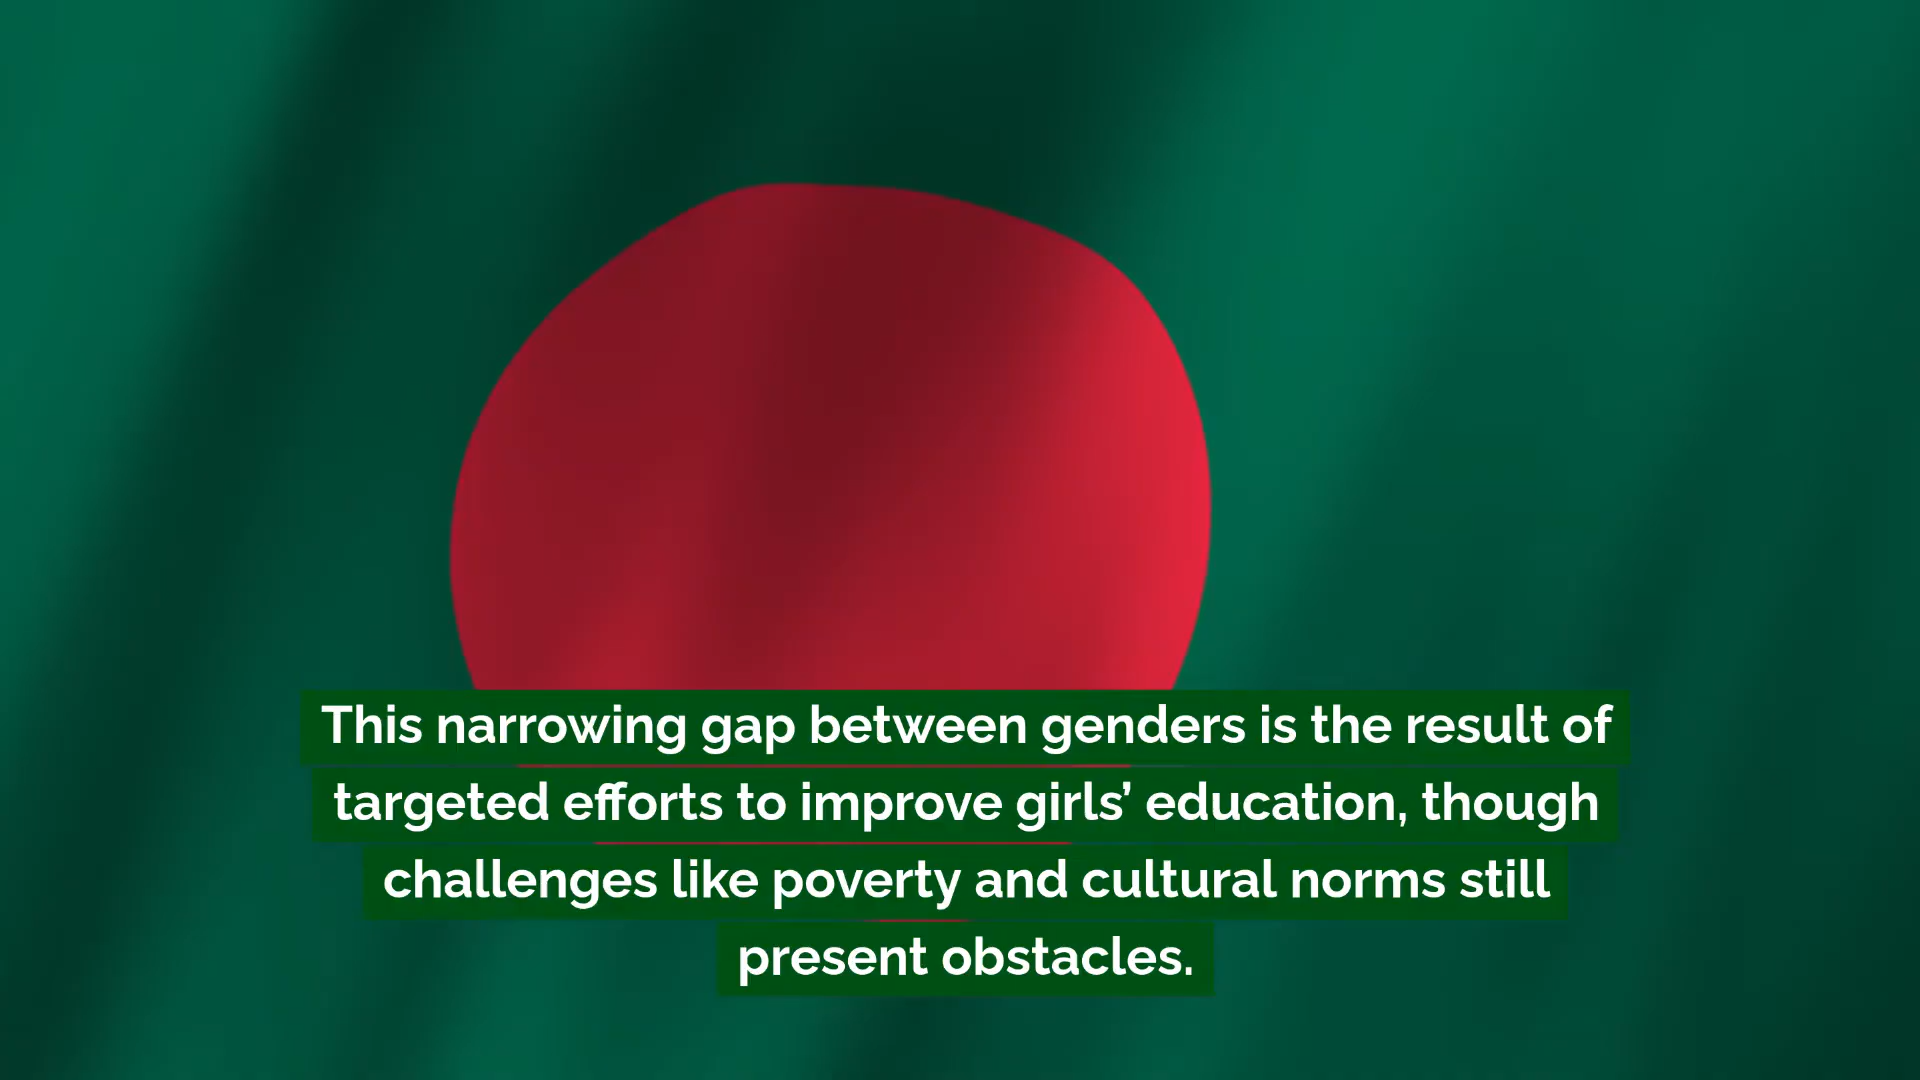 This narrowing gap between genders is the result of
targeted efforts to improve girls’ education, though
challenges like poverty and cultural norms still
present obstacles.